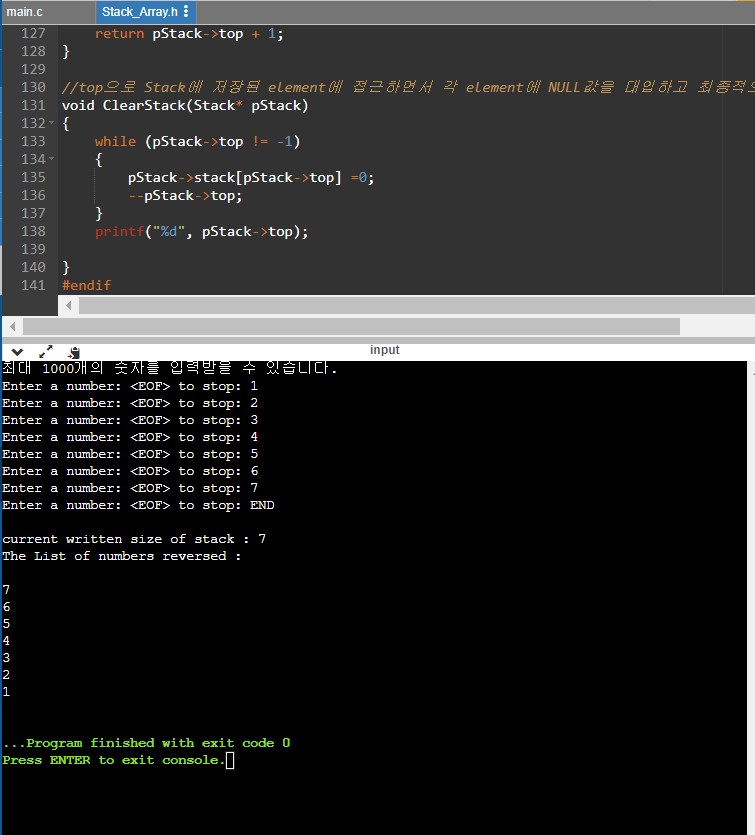 main.c
Stack_Array.h
127 return pStack->top + 1;
128 }
129
130 //top으로 Stack에 저장된 element에 접근하면서 각 element에 NULL값을 대입하고 최종적으
131 void ClearStack(Stack* pStack)
132 {
133 while (pStack->top != -1)
134 {
135 pStack->stack[pStack->top] =0;
136 --pStack->top;
137 }
138 printf("%d", pStack->top);
139
140 }
141 #endif
input
최대 1000개의 숫자를 입력받을 수 있습니다.
Enter a number: <EOF> to stop: 1
Enter a number: <EOF> to stop: 2
Enter a number: <EOF> to stop: 3
Enter a number: <EOF> to stop: 4
Enter a number: <EOF> to stop: 5
Enter a number: <EOF> to stop: 6
Enter a number: <EOF> to stop: 7
Enter a number: <EOF> to stop: END
current written size of stack : 7
The List of numbers reversed :
7
6
5
4
3
2
1
...Program finished with exit code 0
Press ENTER to exit console.